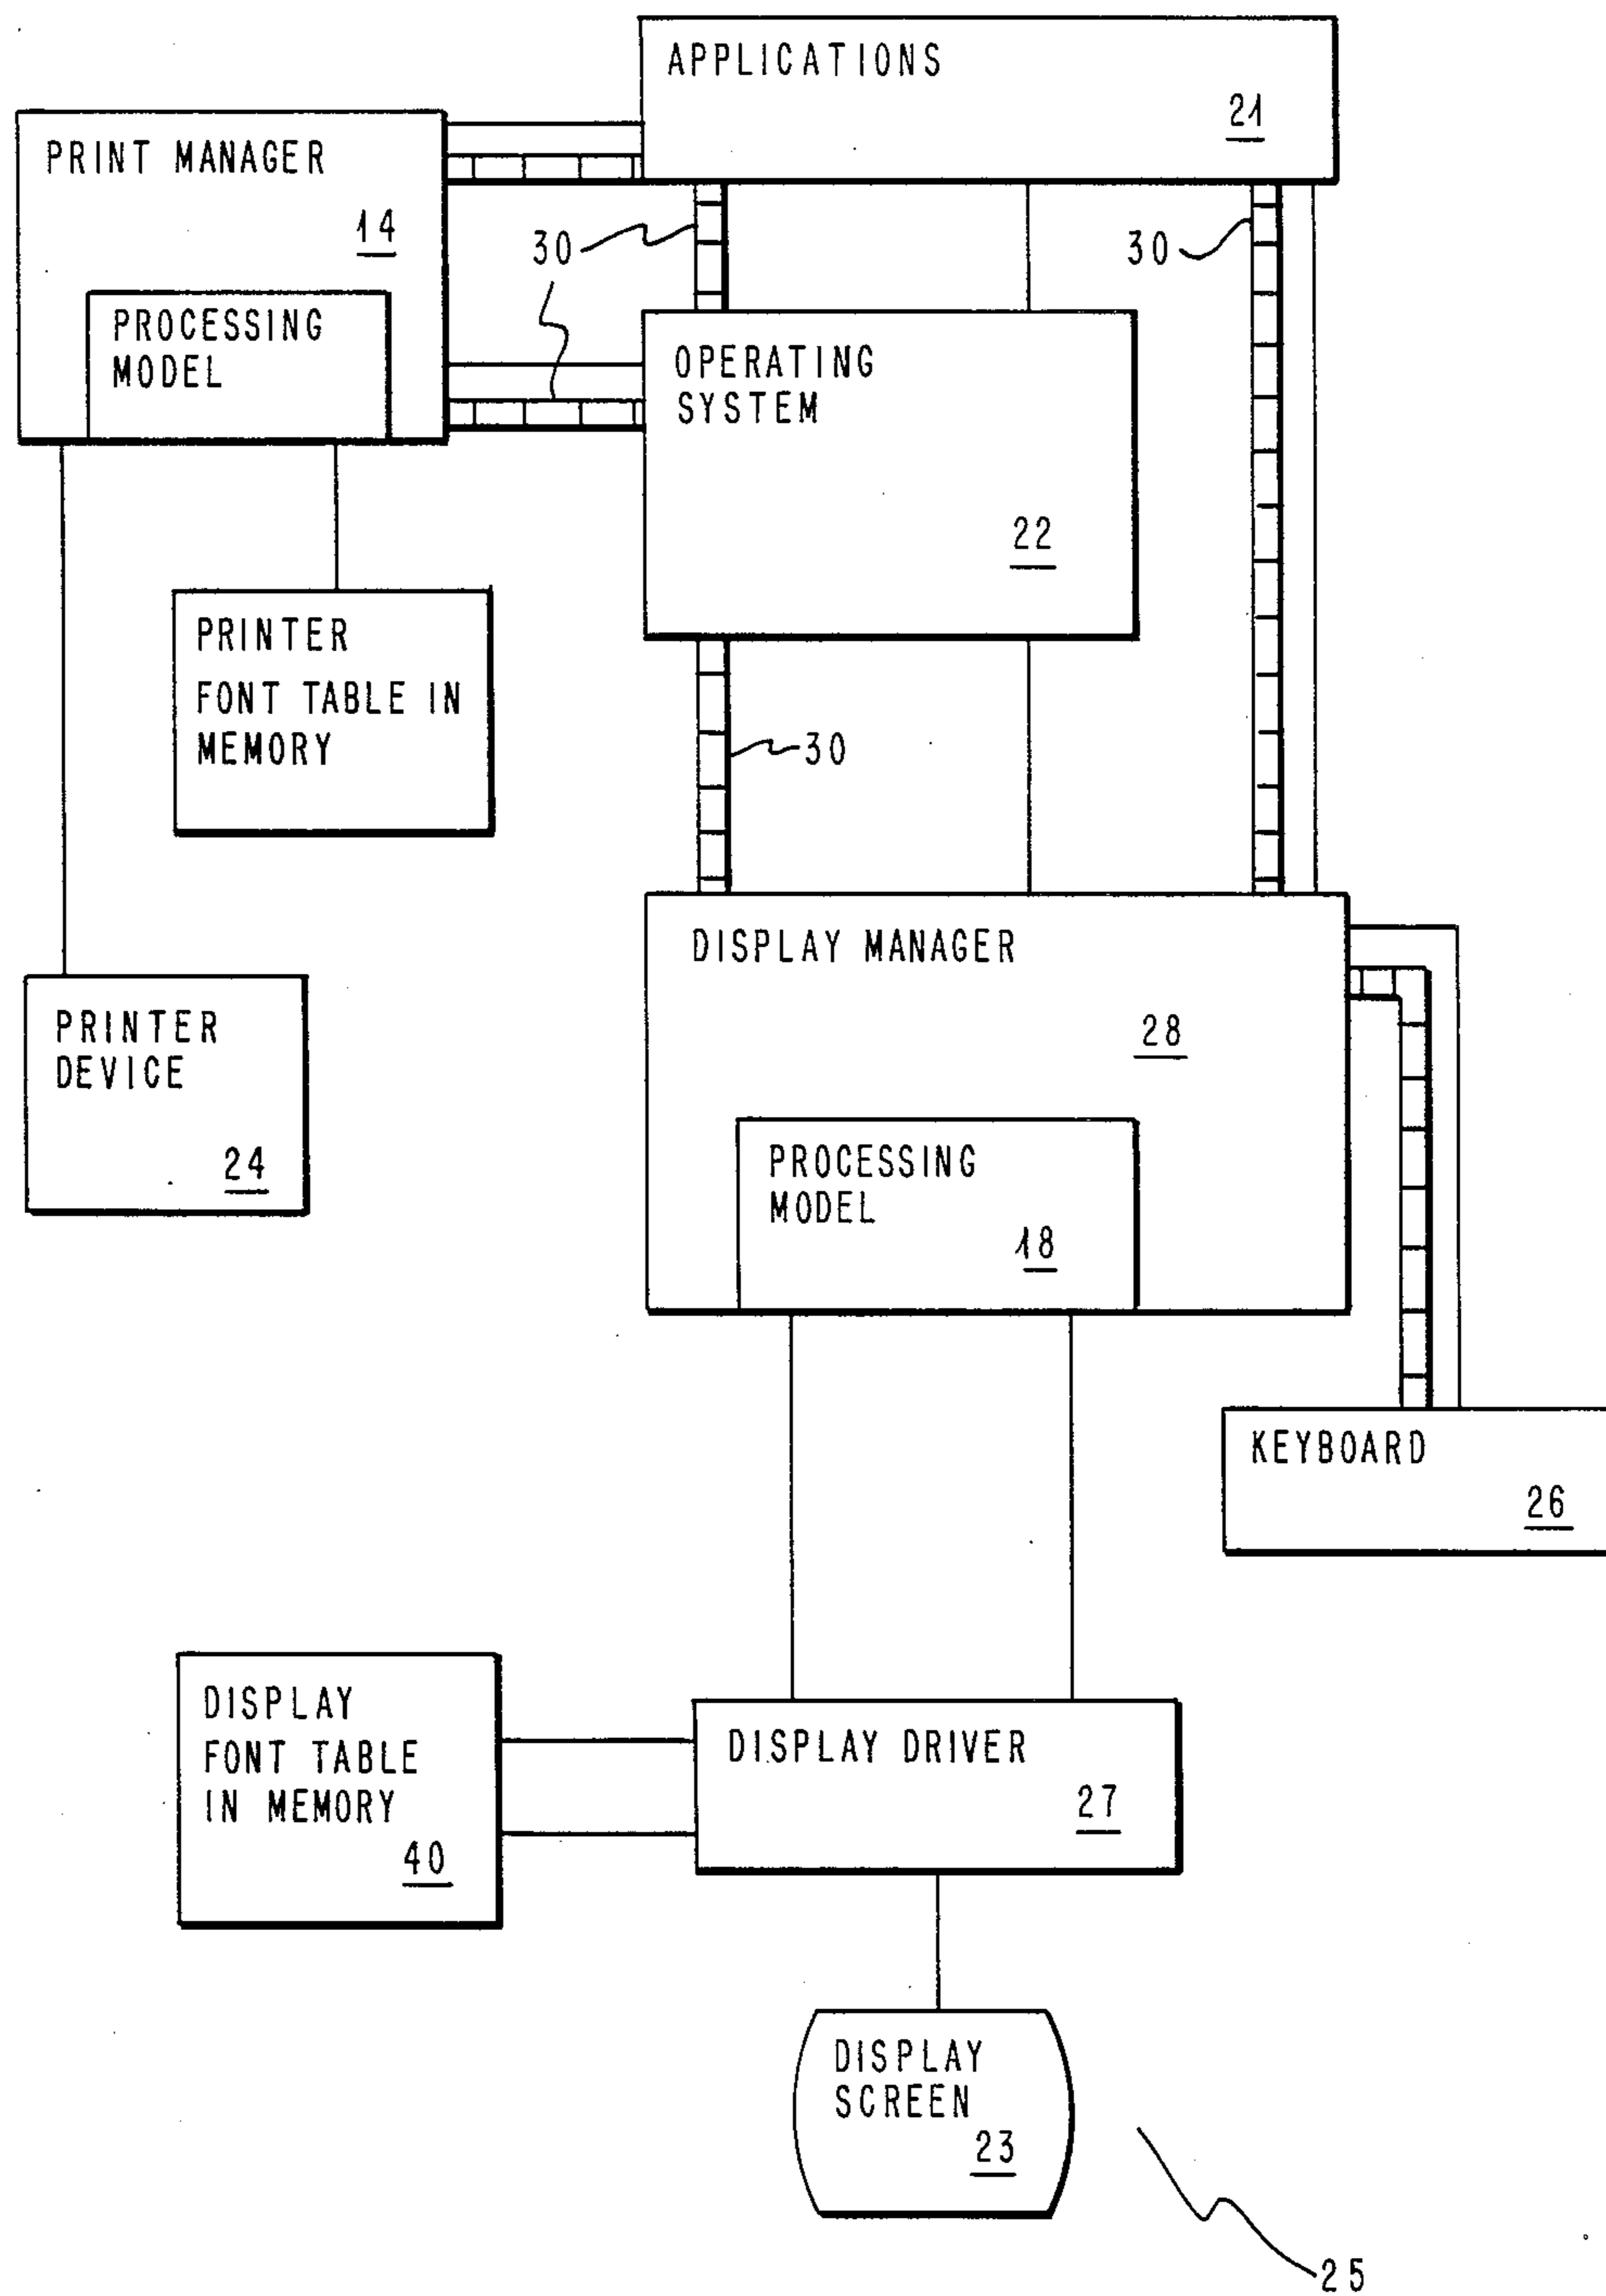 APPLICATIONS
21
PRINT MANAGER
14
PROCESSING
MODEL
30
30
OPERATING
SYSTEM
22
PRINTER
FONT TABLE IN
MEMORY
30
DISPLAY MANAGER
28
PROCESSING
MODEL
18
PRINTER
DEVICE
24
KEYBOARD
26
DISPLAY
FONT TABLE
IN MEMORY
40
DISPLAY DRIVER
27
DISPLAY
SCREEN
23
25